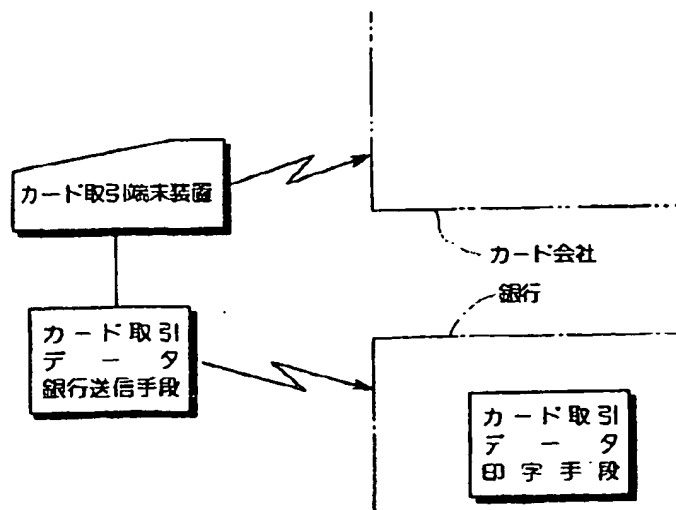 カード取引端末装置
カード会社
銀行
カード取引
データ
銀行送信手段
カード取引
データ
印字手段